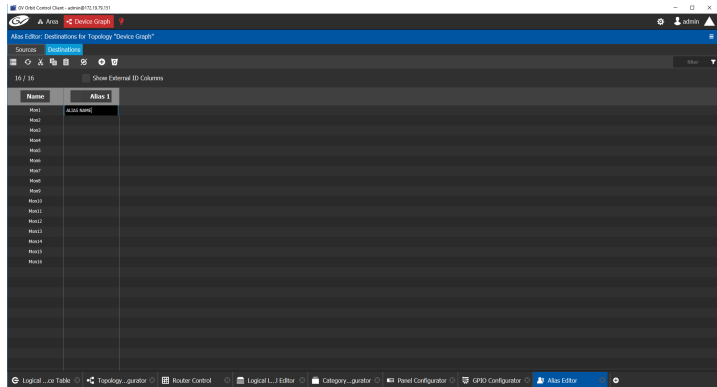 GV Orbit Control Client - admin@172.19.79.151
Area
Device Graph
admin
Alias Editor: Destinations for Topology "Device Graph"
Sources
Destinations
filter
16 / 16
Show External ID Columns
Name
Alias 1
Mon1
ALIAS NAME
Mon2
Mon3
Mon4
Mon5
Mon6
Mon7
Mon8
Mon9
Mon10
Mon11
Mon12
Mon13
Mon14
Mon15
Mon16
Logical ...ce Table
Topology...gurator
Router Control
Logical L...l Editor
Category...gurator
Panel Configurator
GPIO Configurator
Alias Editor